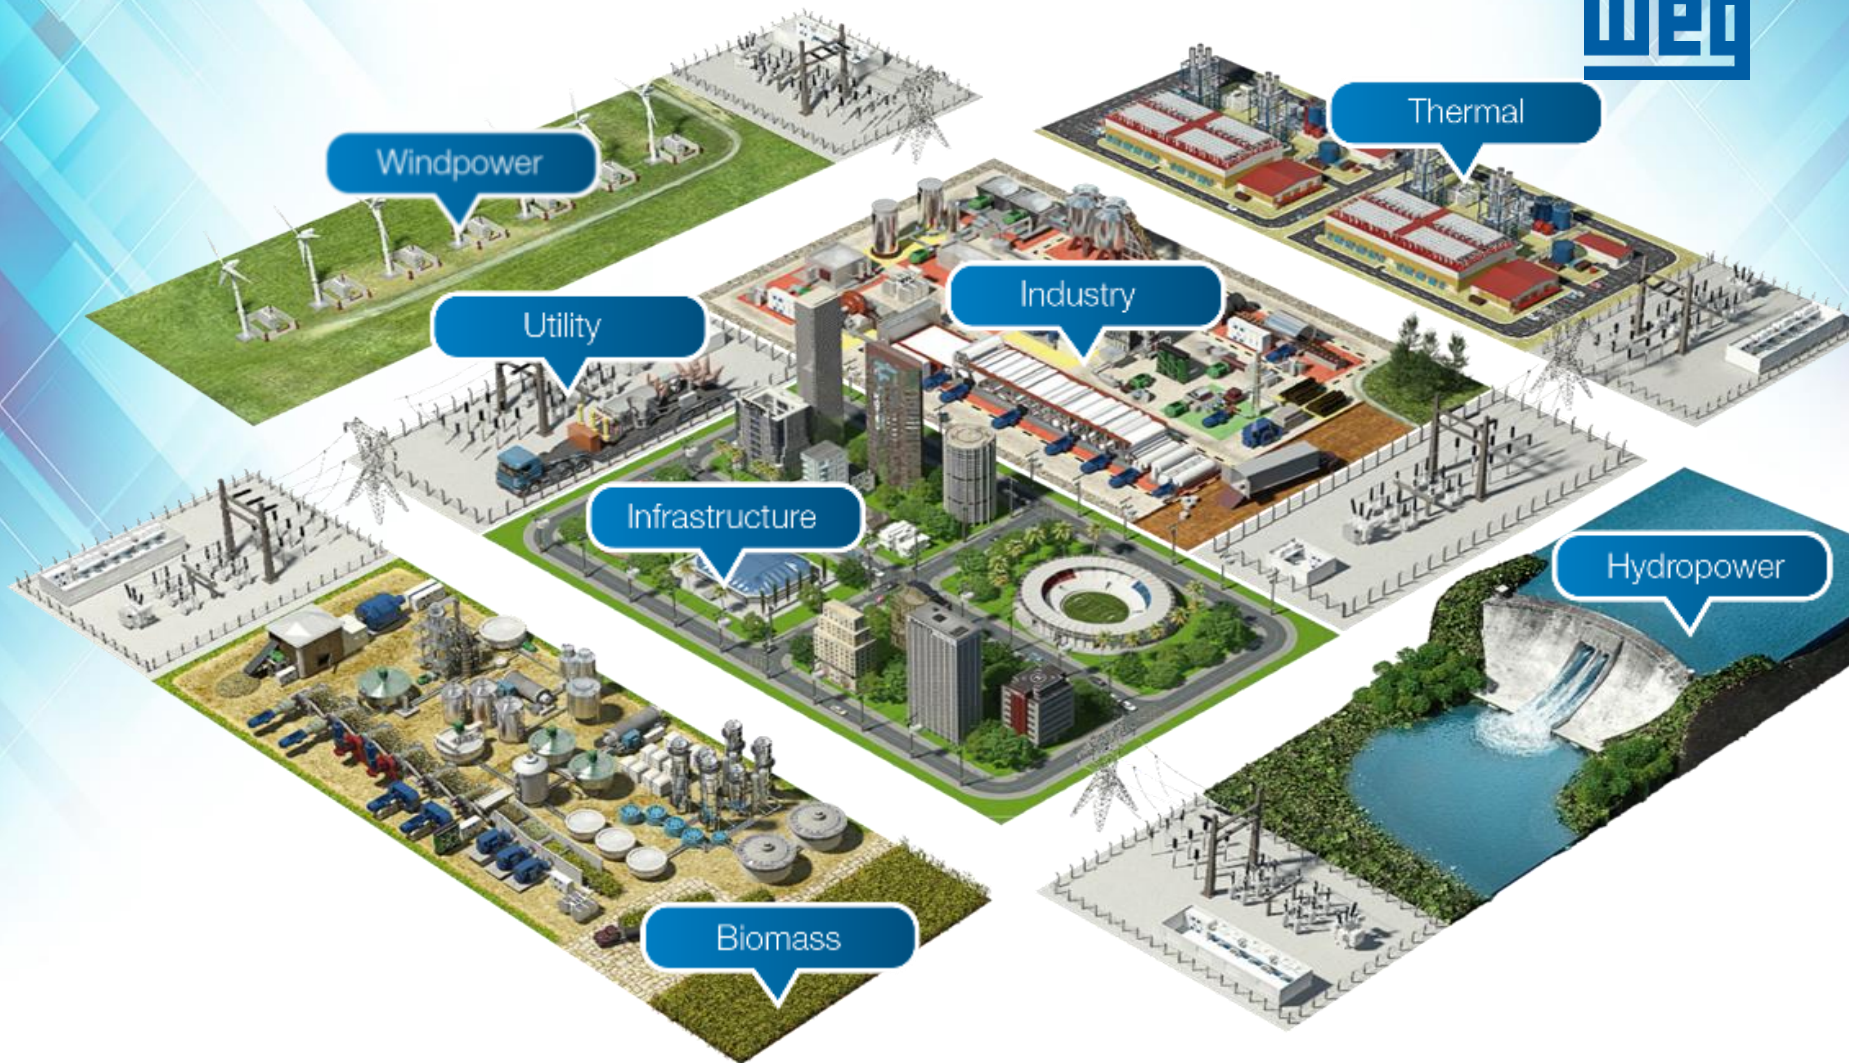 weg
Thermal
Windpower
Industry
Utility
Infrastructure
Hydropower
Biomass